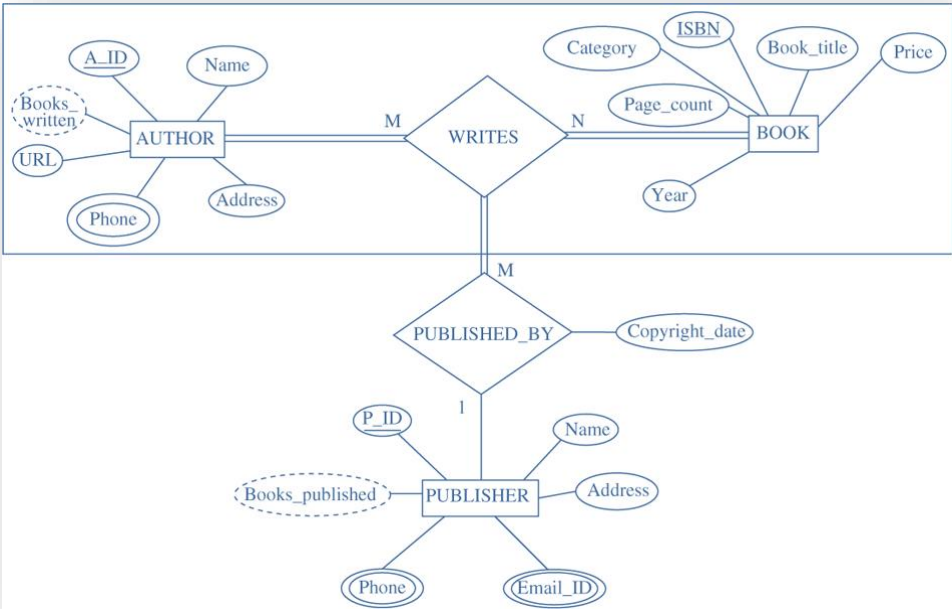 A_ID
Name
Books_
written
URL
AUTHOR
Phone
Address
M
WRITES
N
Category
ISBN
Book_title
Price
Page_count
BOOK
Year
M
PUBLISHED_BY
Copyright_date
1
P_ID
Name
Books_published
PUBLISHER
Address
Phone
Email_ID